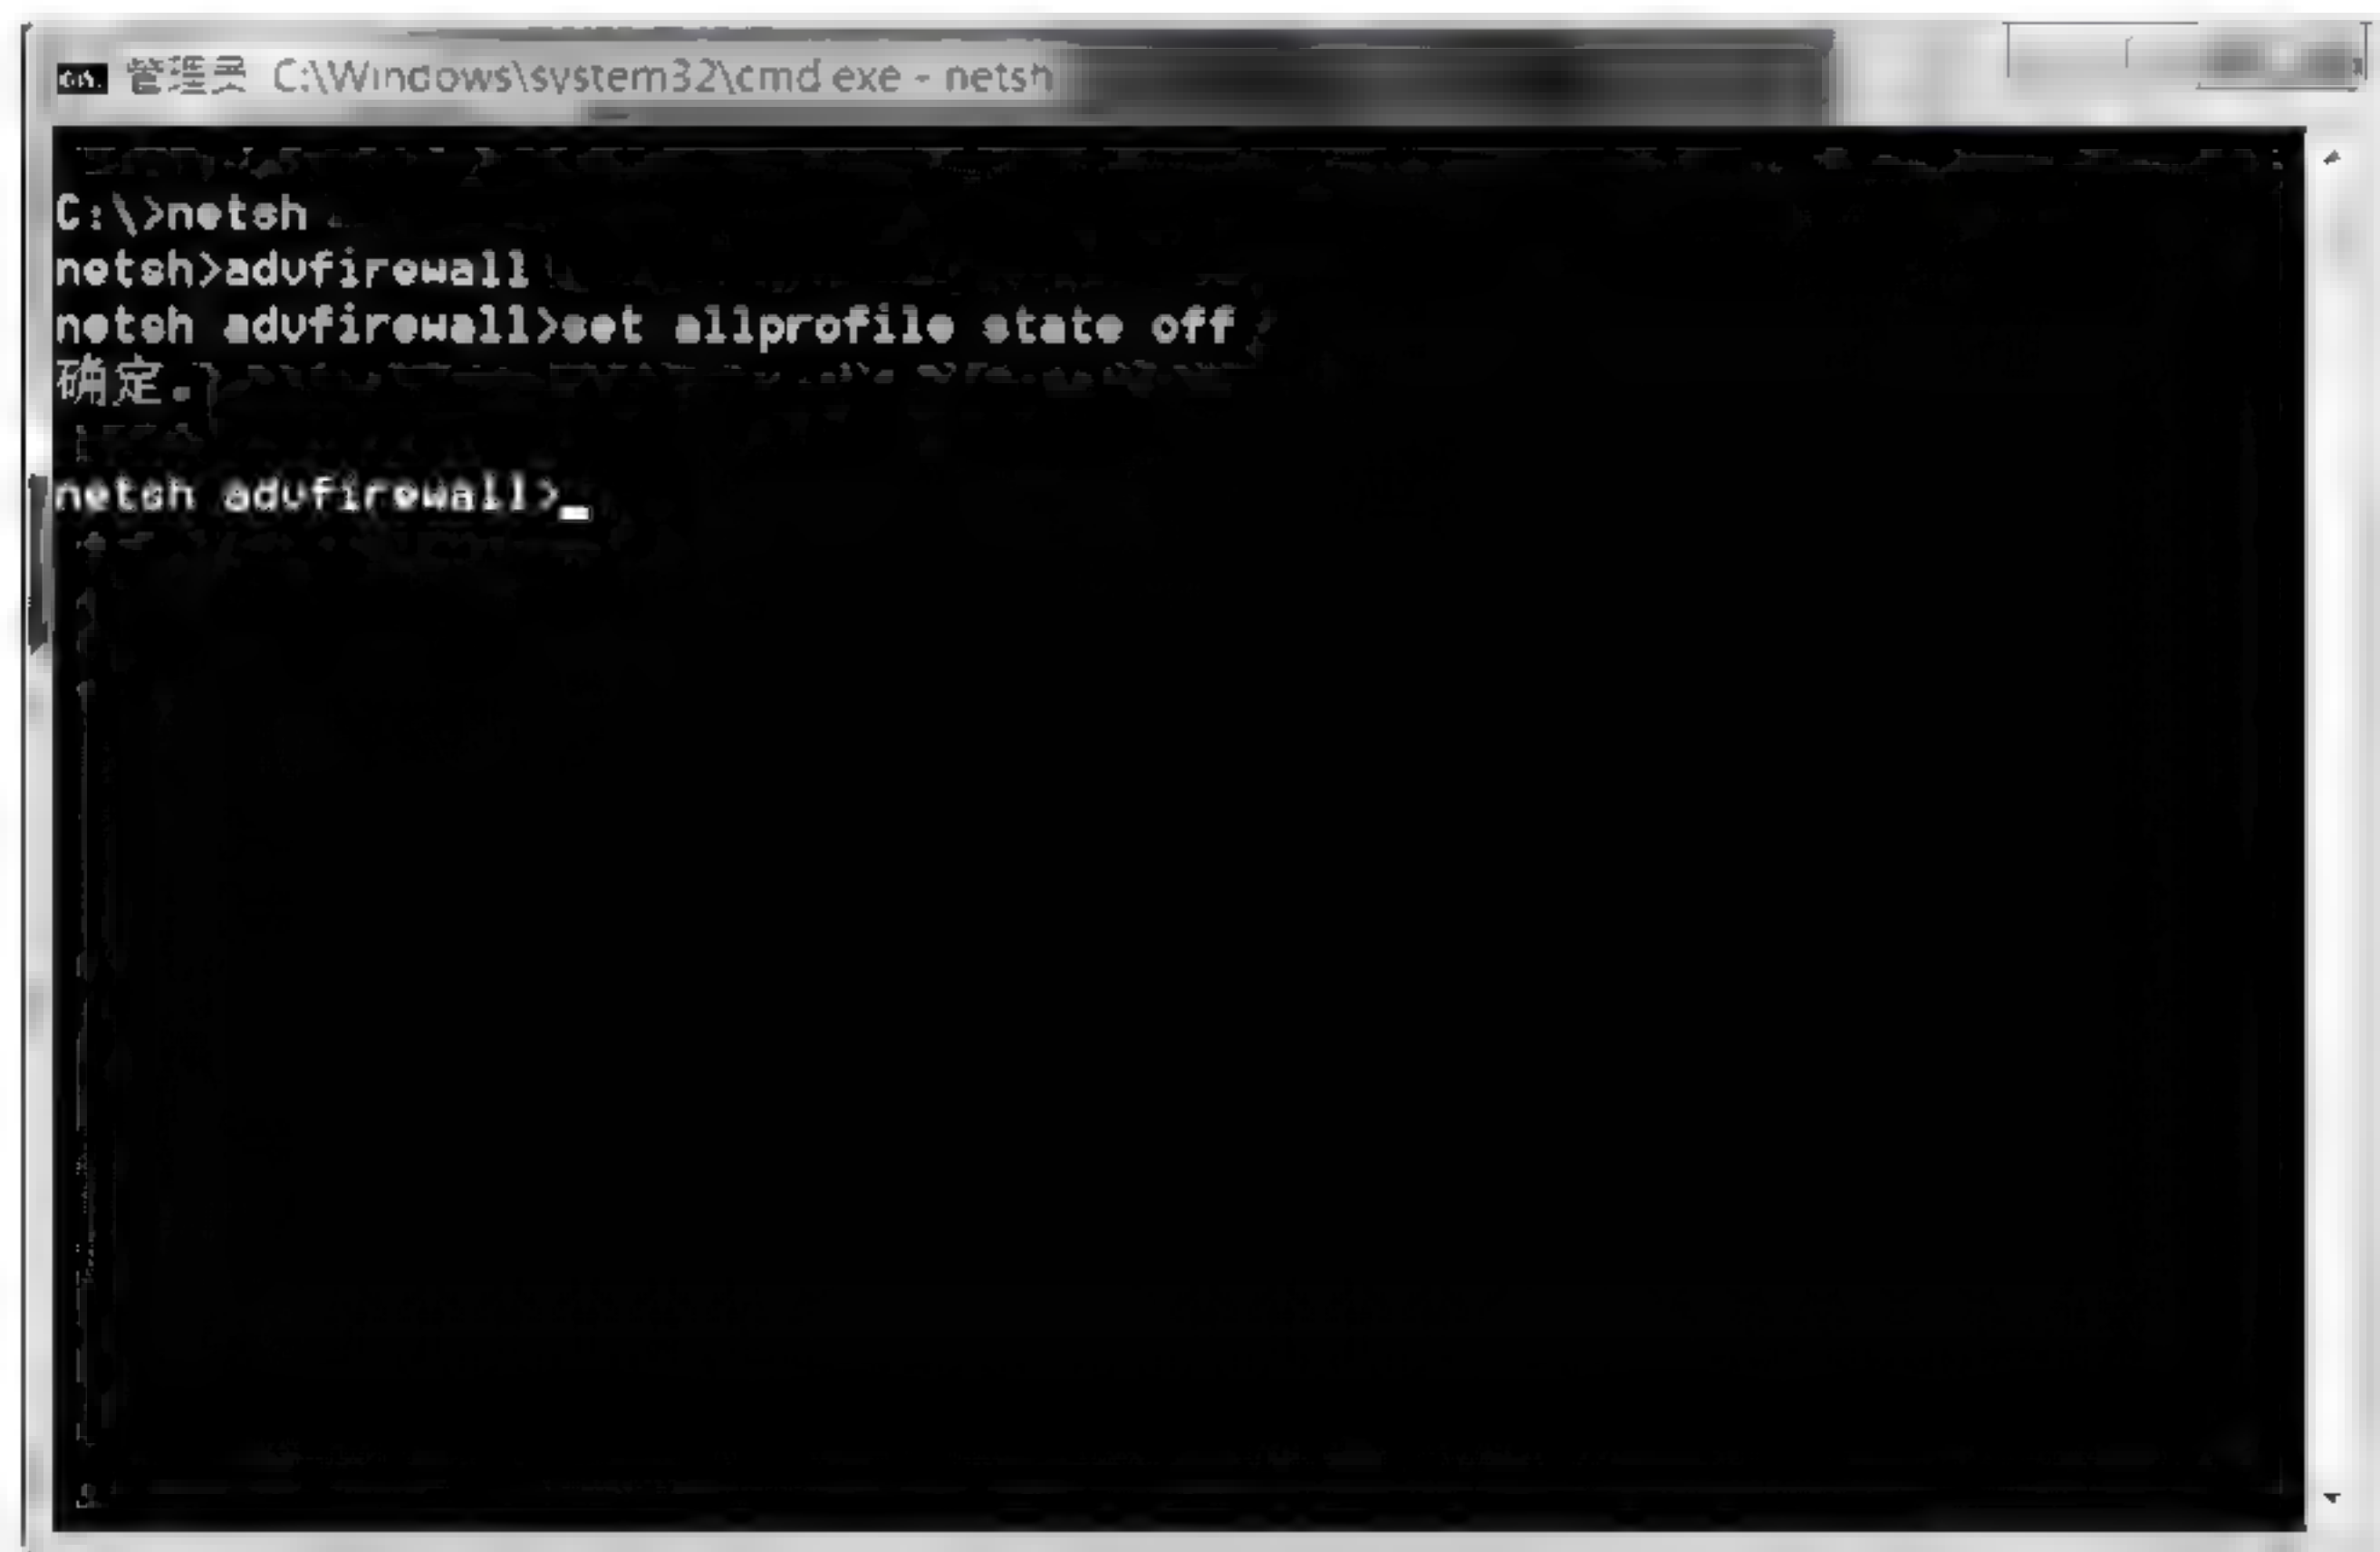 管理员 C:\Windows\system32\cmd exe - netsh
C:\>netsh
netsh>advfirewall
netsh advfirewall>set allprofile state off
确定。
netsh advfirewall>_